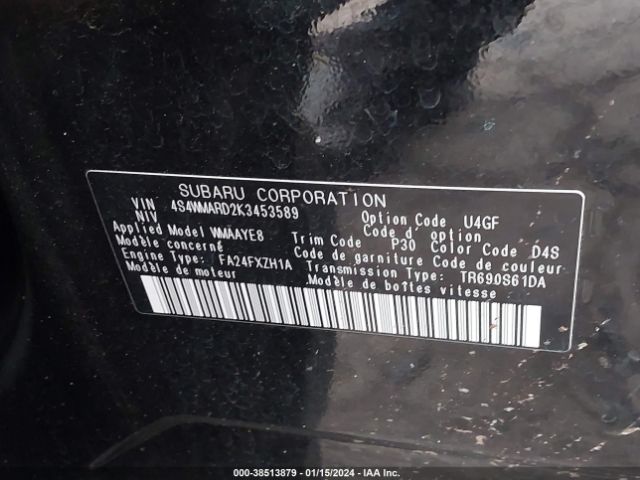 SUBARU CORPORATION
VIN 4S4WMARD2K3453589 Option Code U4GF
NIV Code d' option
Applied Model WMAAYE8 Trim Code P30 Color Code D4S
Modèle concerné Code de garniture Code de couleur
Engine Type: FA24FXZH1A Transmission Type: TR690S61DA
Modèle de moteur Modèle de boîtes vitesse
000-38513879 - 01/15/2024 - IAA Inc.